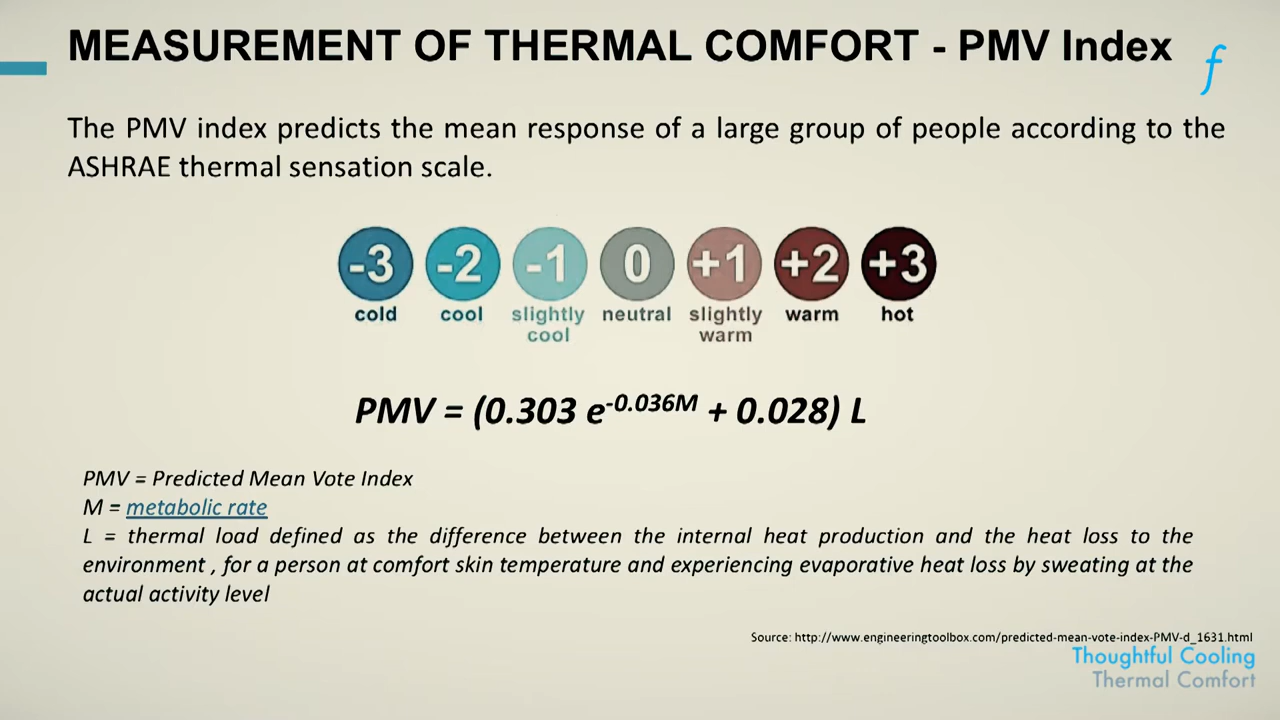 MEASUREMENT OF THERMAL COMFORT - PMV Index
f
The PMV index predicts the mean response of a large group of people according to the
ASHRAE thermal sensation scale.
-3 -2 -1 0 +1 +2 +3
cold cool slightly cool neutral slightly warm warm hot
PMV = (0.303 e^-0.036M + 0.028) L
PMV = Predicted Mean Vote Index
M = metabolic rate
L = thermal load defined as the difference between the internal heat production and the heat loss to the
environment , for a person at comfort skin temperature and experiencing evaporative heat loss by sweating at the
actual activity level
Source: http://www.engineeringtoolbox.com/predicted-mean-vote-index-PMV-d_1631.html
Thoughtful Cooling
Thermal Comfort